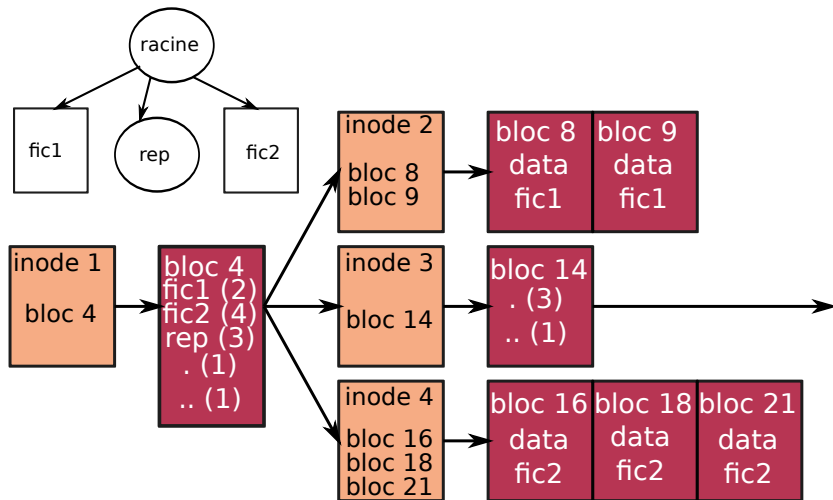 racine
fic1
rep
fic2
inode 1
bloc 4
bloc 4
fic1 (2)
fic2 (4)
rep (3)
. (1)
.. (1)
inode 2
bloc 8
bloc 9
bloc 8
data
fic1
bloc 9
data
fic1
inode 3
bloc 14
bloc 14
. (3)
.. (1)
inode 4
bloc 16
bloc 18
bloc 21
bloc 16
data
fic2
bloc 18
data
fic2
bloc 21
data
fic2